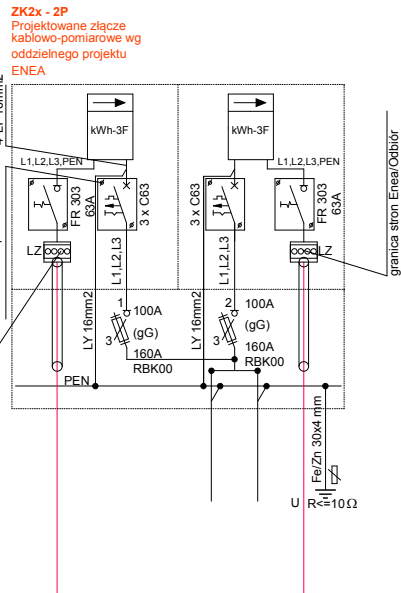 ZK2x - 2P
Projektowane złącze
kablowo-pomiarowe wg
oddzielnego projektu
ENEA
kWh-3F
kWh-3F
L1,L2,L3,PEN
L1,L2,L3,PEN
FR 303
63A
3 x C63
3 x C63
FR 303
63A
granica stron Enea/Odbiór
LZ
LZ
L1,L2,L3
L1,L2,L3
LY 16mm2
LY 16mm2
1
100A
(gG)
3
160A
RBK00
2
100A
(gG)
3
160A
RBK00
PEN
Fe/Zn 30x4 mm
U R<=10Ω